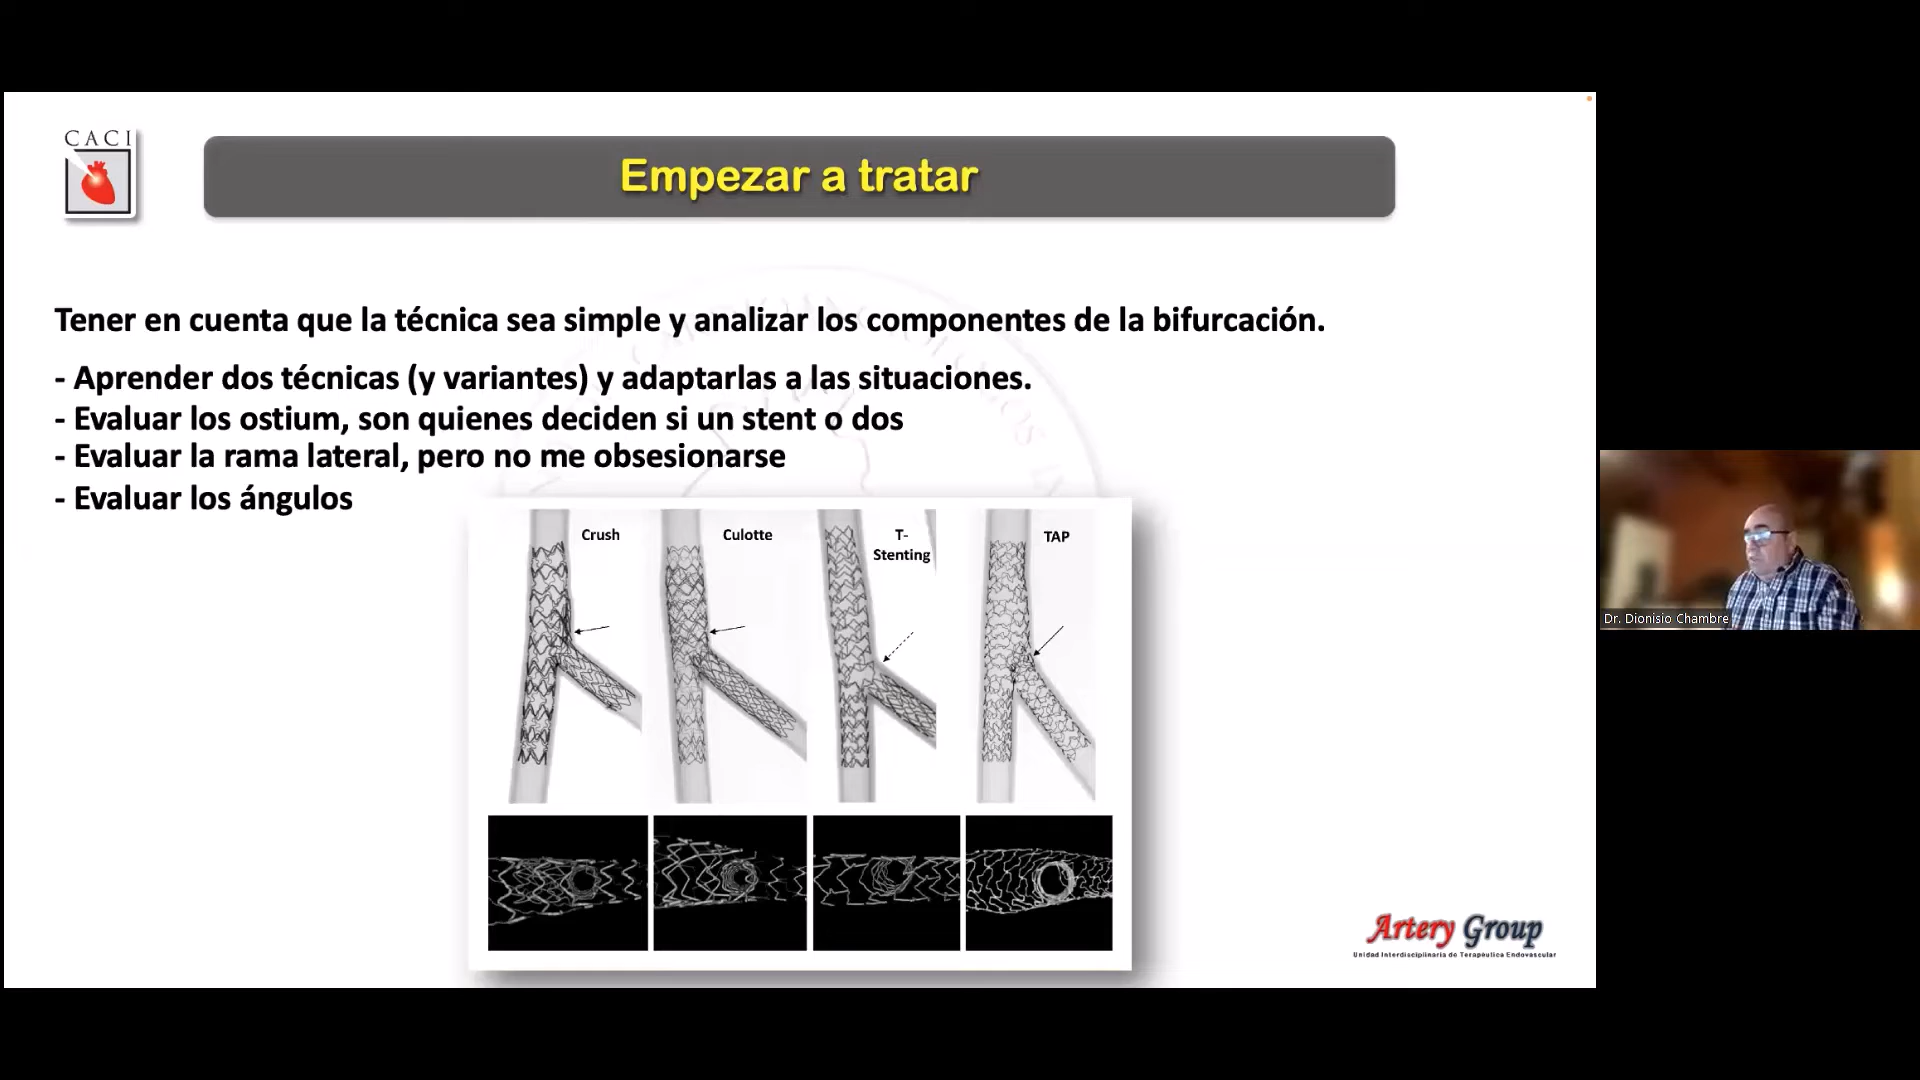 CACI
Empezar a tratar
Tener en cuenta que la técnica sea simple y analizar los componentes de la bifurcación.
- Aprender dos técnicas (y variantes) y adaptarlas a las situaciones.
- Evaluar los ostium, son quienes deciden si un stent o dos
- Evaluar la rama lateral, pero no me obsesionarse
- Evaluar los ángulos
Crush
Culotte
T-
Stenting
TAP
Dr. Dionisio Chambre
Artery Group
Unidad Interdisciplinaria de Terapéutica Endovascular